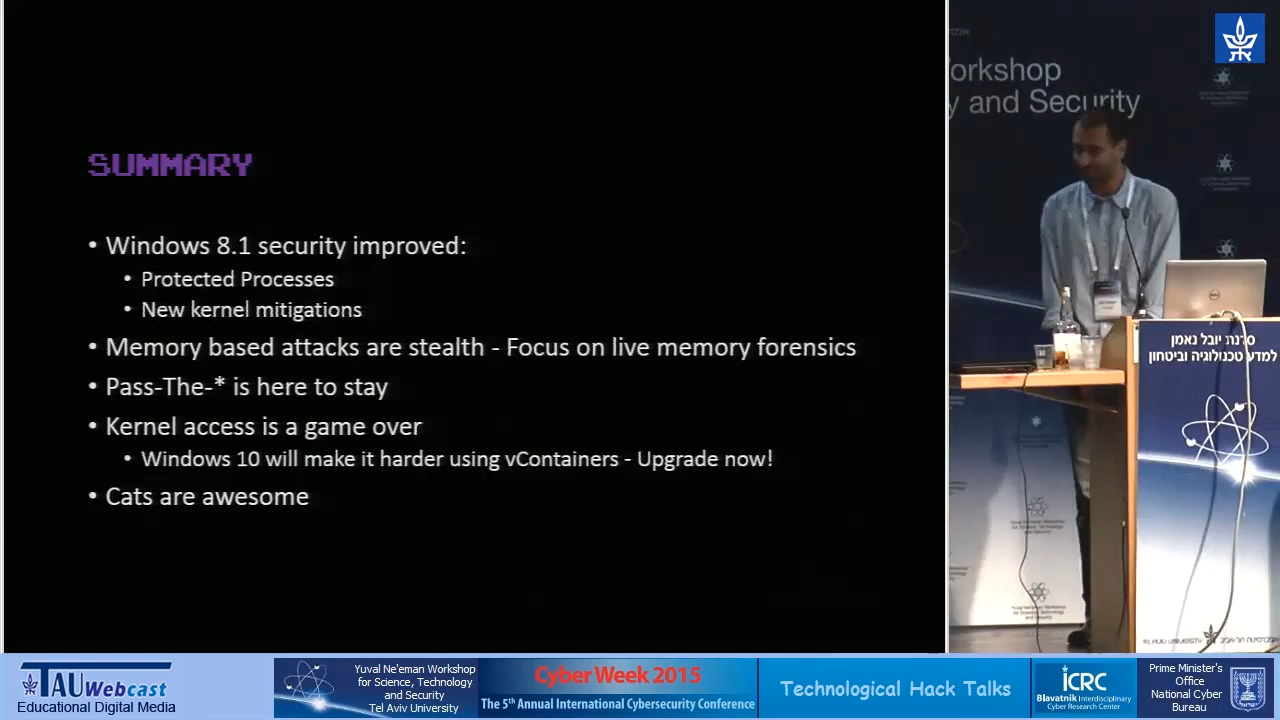 SUMMARY
• Windows 8.1 security improved:
• Protected Processes
• New kernel mitigations
• Memory based attacks are stealth - Focus on live memory forensics
• Pass-The-* is here to stay
• Kernel access is a game over
• Windows 10 will make it harder using vContainers - Upgrade now!
• Cats are awesome
orkshop
y and Security
סדנת יובל נאמן
למדע טכנולוגיה וביטחון
TAU Webcast
Educational Digital Media
Yuval Ne'eman Workshop
for Science, Technology
and Security
Tel Aviv University
Cyber Week 2015
The 5th Annual International Cybersecurity Conference
Technological Hack Talks
iCRC
Blavatnik Interdisciplinary
Cyber Research Center
Prime Minister's
Office
National Cyber
Bureau